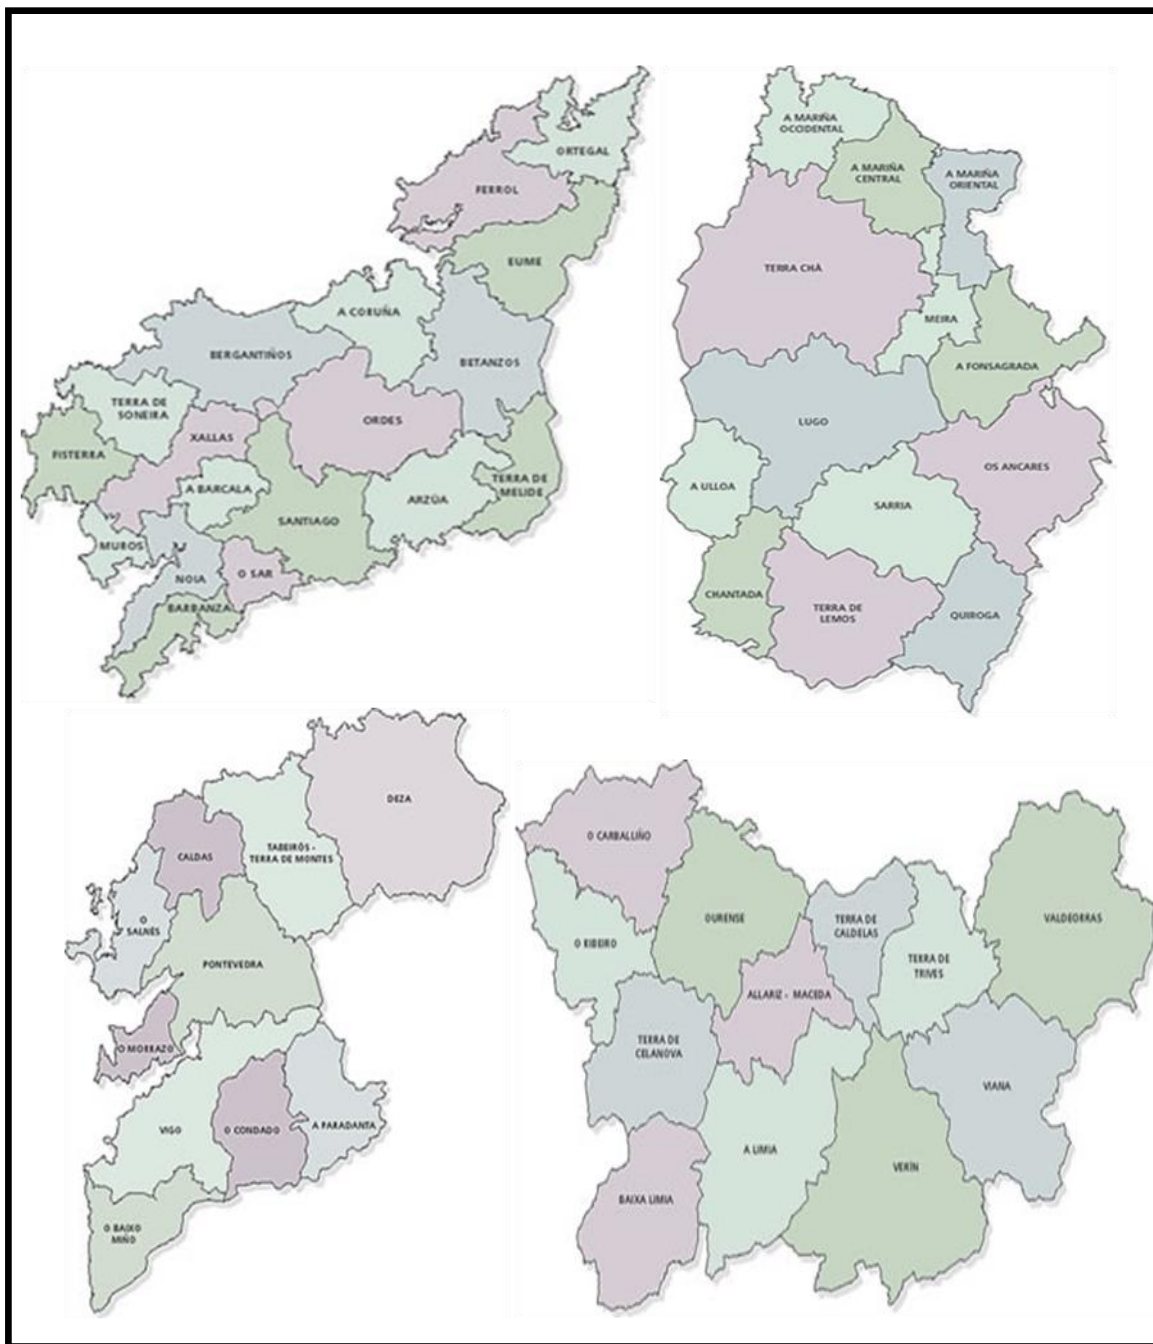 ORTEGAL
FERROL
EUME
A CORUÑA
BERGANTIÑOS
BETANZOS
TERRA DE
SONEIRA
ORDES
XALLAS
FISTERRA
A BARCALA
ARZÚA
TERRA DE
MELIDE
SANTIAGO
MUROS
NOIA
O SAR
BARBANZA
A MARIÑA
OCCIDENTAL
A MARIÑA
CENTRAL
A MARIÑA
ORIENTAL
TERRA CHÁ
MEIRA
A FONSAGRADA
LUGO
OS ANCARES
A ULLOA
SARRIA
CHANTADA
TERRA DE
LEMOS
QUIROGA
DEZA
CALDAS
TABEIRÓS -
TERRA DE MONTES
O
SALNÉS
PONTEVEDRA
O MORRAZO
VIGO
O CONDADO
A PARADANTA
O BAIXO
MIÑO
O CARBALLIÑO
OURENSE
O RIBEIRO
TERRA DE
CALDELAS
TERRA DE
TRIVES
VALDEORRAS
ALLARIZ - MACEDA
TERRA DE
CELANOVA
VIANA
A LIMIA
VERÍN
BAIXA LIMIA